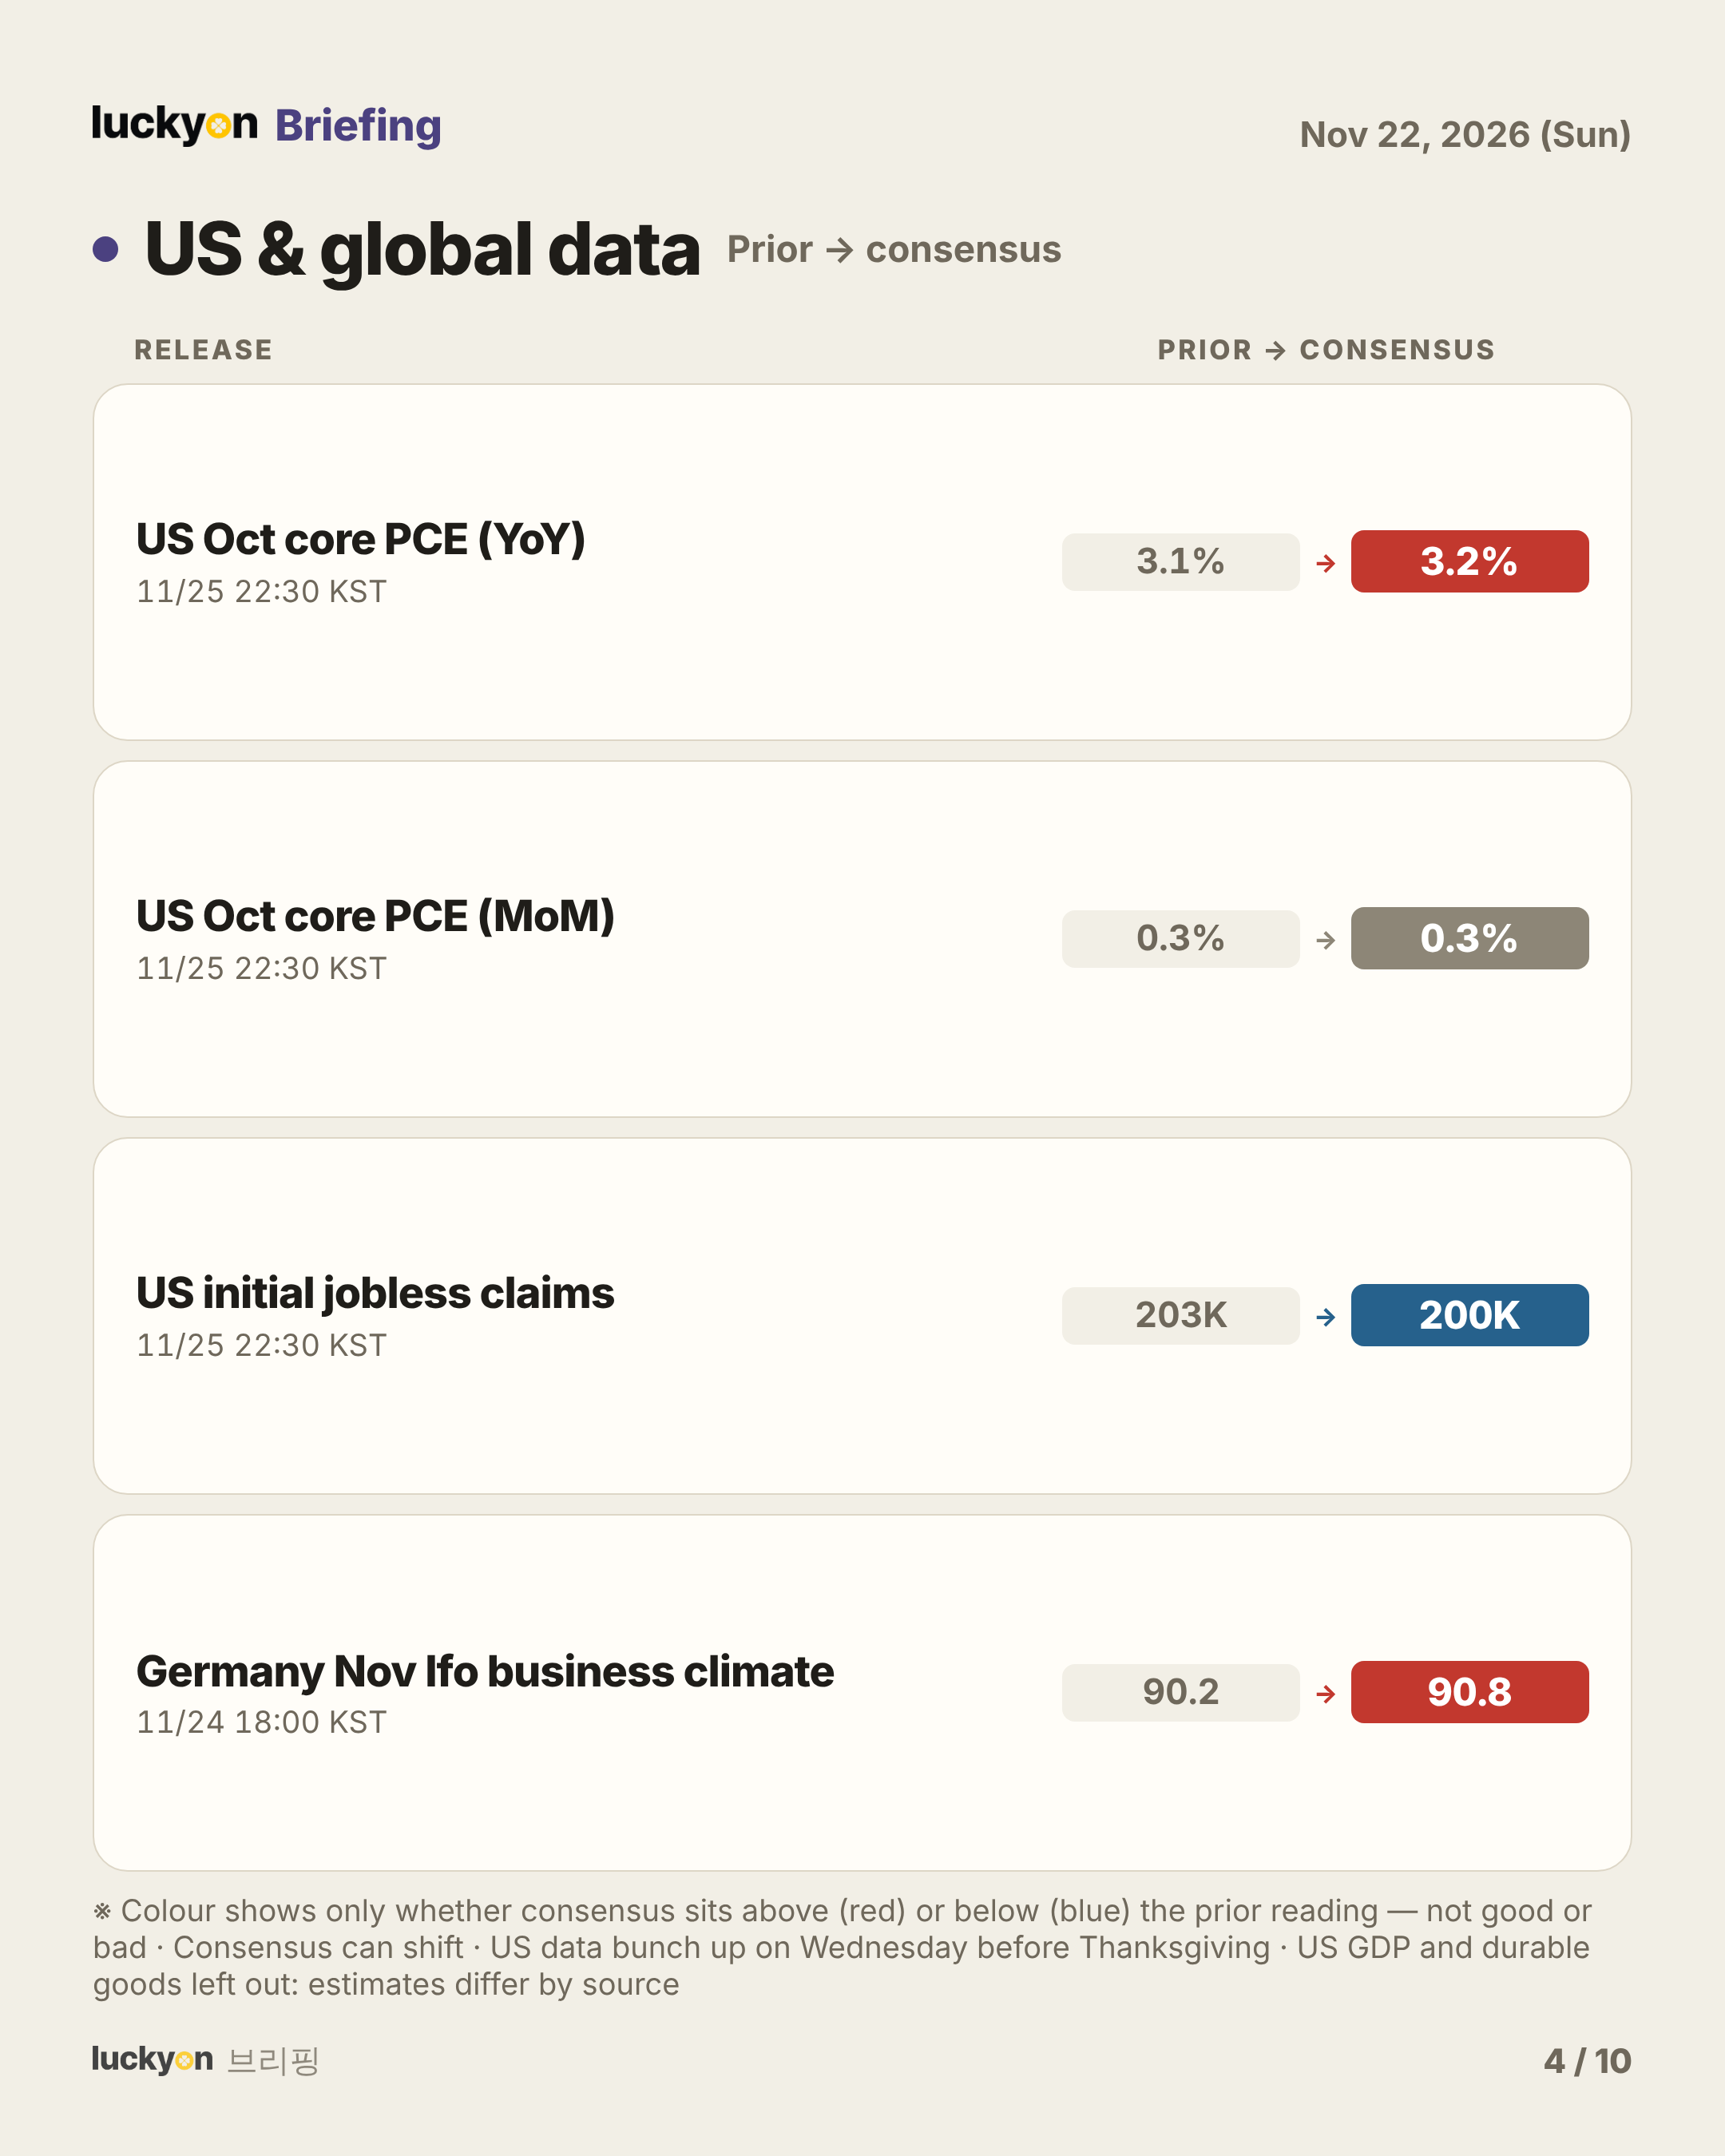 luckyon Briefing
Nov 22, 2026 (Sun)
US & global data Prior → consensus
RELEASE
PRIOR → CONSENSUS
US Oct core PCE (YoY)
11/25 22:30 KST
3.1% → 3.2%
US Oct core PCE (MoM)
11/25 22:30 KST
0.3% → 0.3%
US initial jobless claims
11/25 22:30 KST
203K → 200K
Germany Nov Ifo business climate
11/24 18:00 KST
90.2 → 90.8
※ Colour shows only whether consensus sits above (red) or below (blue) the prior reading — not good or
bad · Consensus can shift · US data bunch up on Wednesday before Thanksgiving · US GDP and durable
goods left out: estimates differ by source
luckyon 브리핑
4 / 10